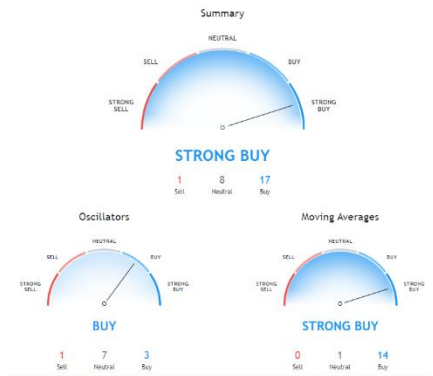 Summary
NEUTRAL
SELL BUY
STRONG SELL STRONG BUY
STRONG BUY
1 8 17
Sell Neutral Buy
Oscillators
NEUTRAL
SELL BUY
STRONG SELL STRONG BUY
BUY
1 7 3
Sell Neutral Buy
Moving Averages
NEUTRAL
SELL BUY
STRONG SELL STRONG BUY
STRONG BUY
0 1 14
Sell Neutral Buy